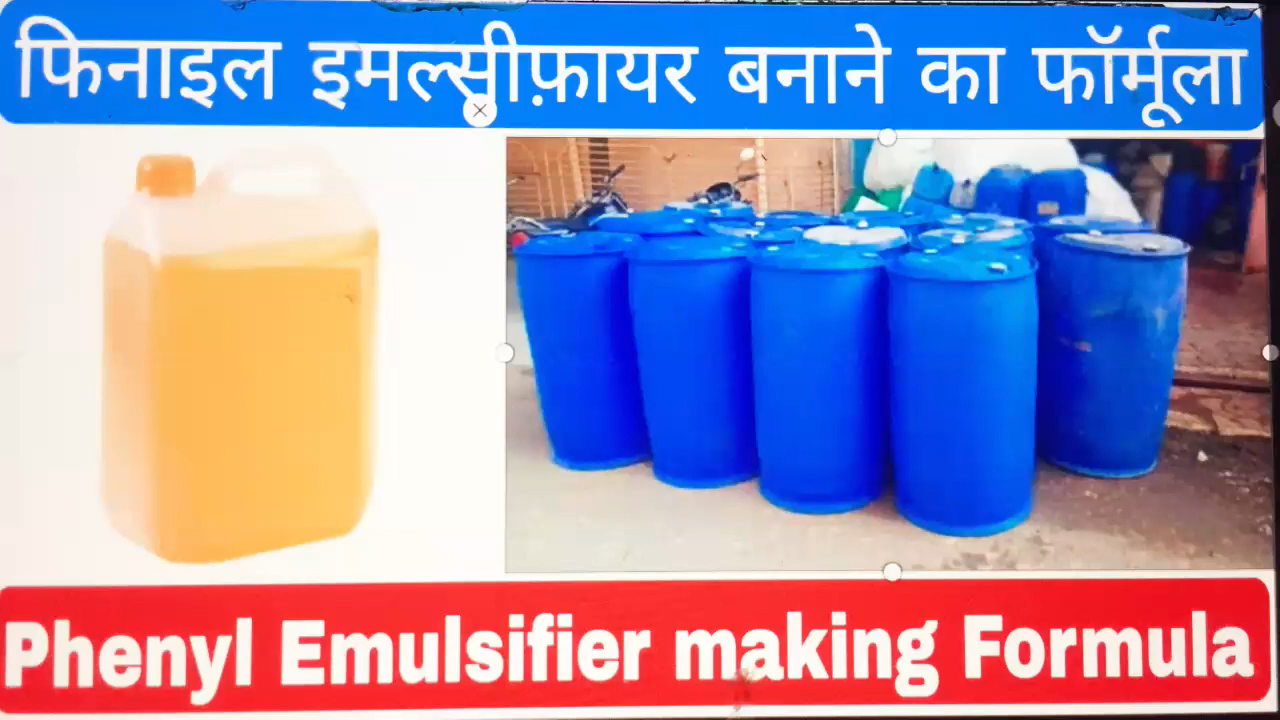 फिनाइल इमल्सीफ़ायर बनाने का फॉर्मूला
Phenyl Emulsifier making Formula